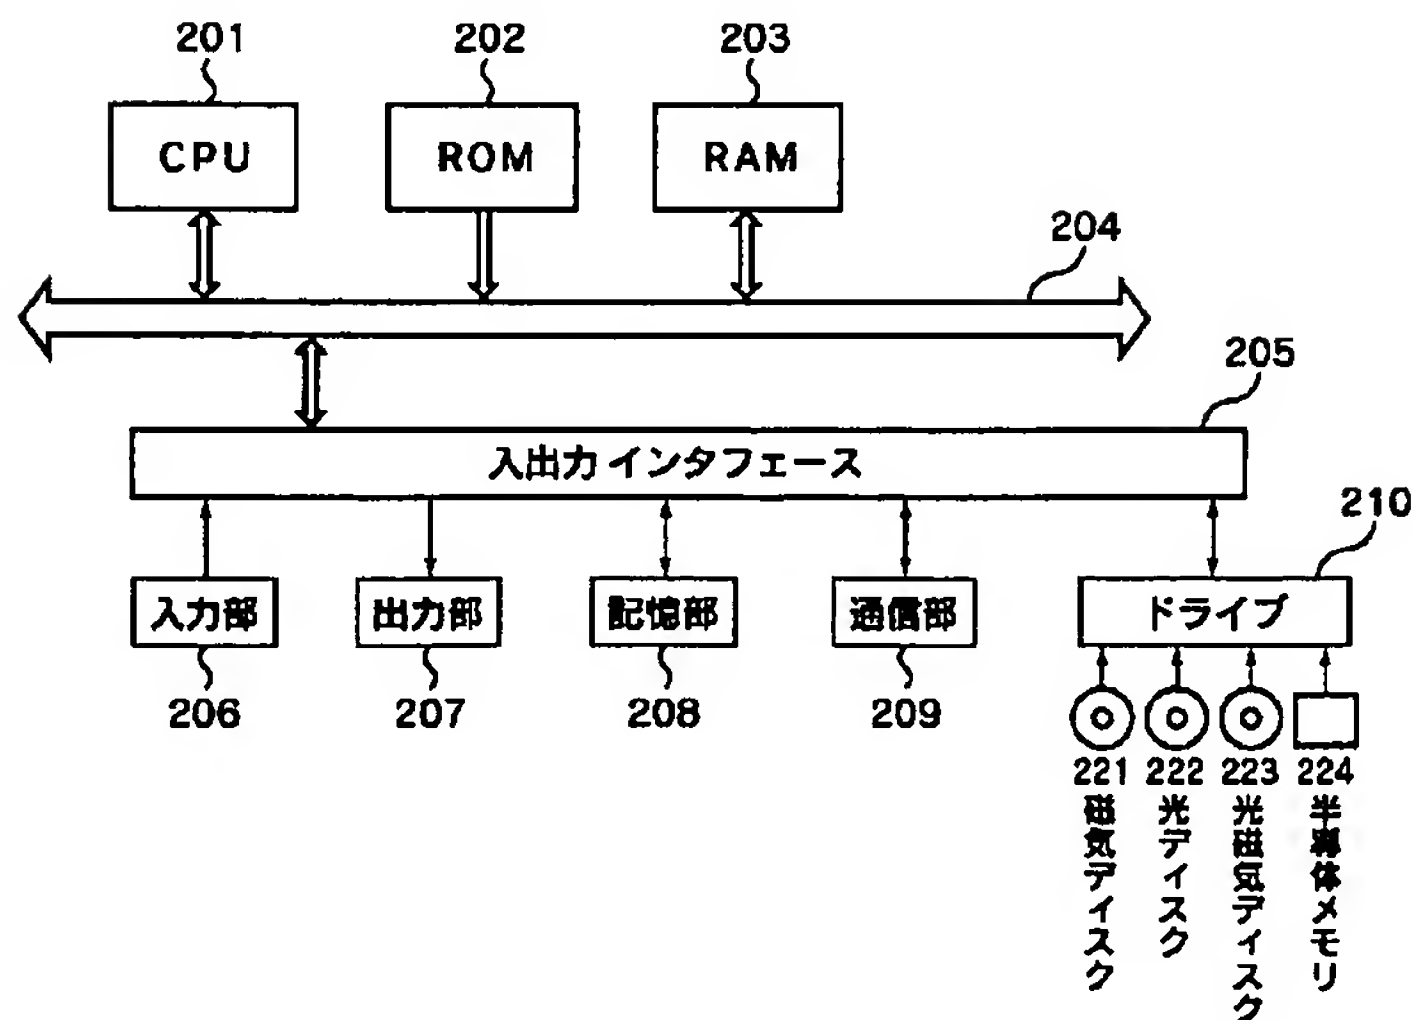 201 202 203
CPU ROM RAM
204
205
入出力インタフェース
210
入力部 出力部 記憶部 通信部 ドライブ
206 207 208 209
221 222 223 224
磁気ディスク
光ディスク
光磁気ディスク
半導体メモリ